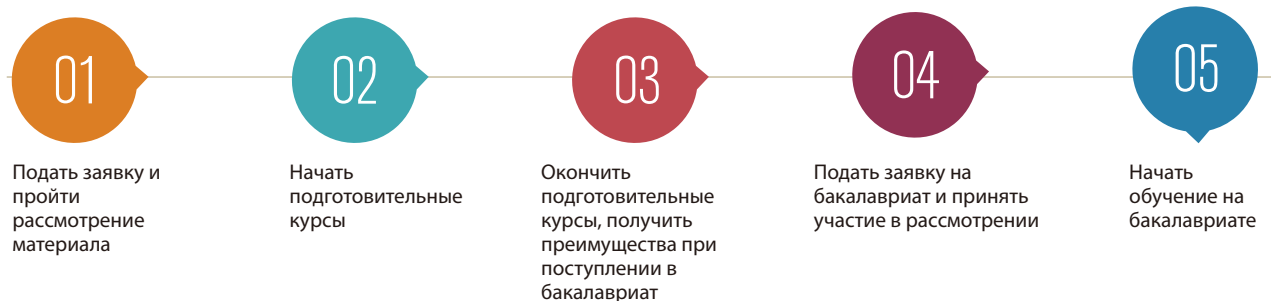 01
Подать заявку и
пройти
рассмотрение
материала
02
Начать
подготовительные
курсы
03
Окончить
подготовительные
курсы, получить
преимущества при
поступлении в
бакалавриат
04
Подать заявку на
бакалавриат и принять
участие в рассмотрении
05
Начать
обучение на
бакалавриате